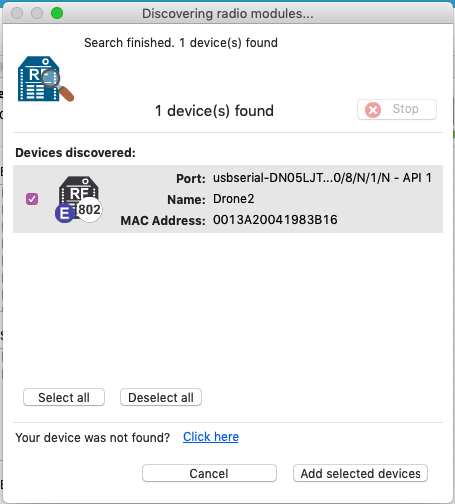 Discovering radio modules...
Search finished. 1 device(s) found
RF
1 device(s) found
Stop
Devices discovered:
RF
E
802
Port: usbserial-DN05LJT...0/8/N/1/N - API 1
Name: Drone2
MAC Address: 0013A20041983B16
Select all
Deselect all
Your device was not found? Click here
Cancel
Add selected devices